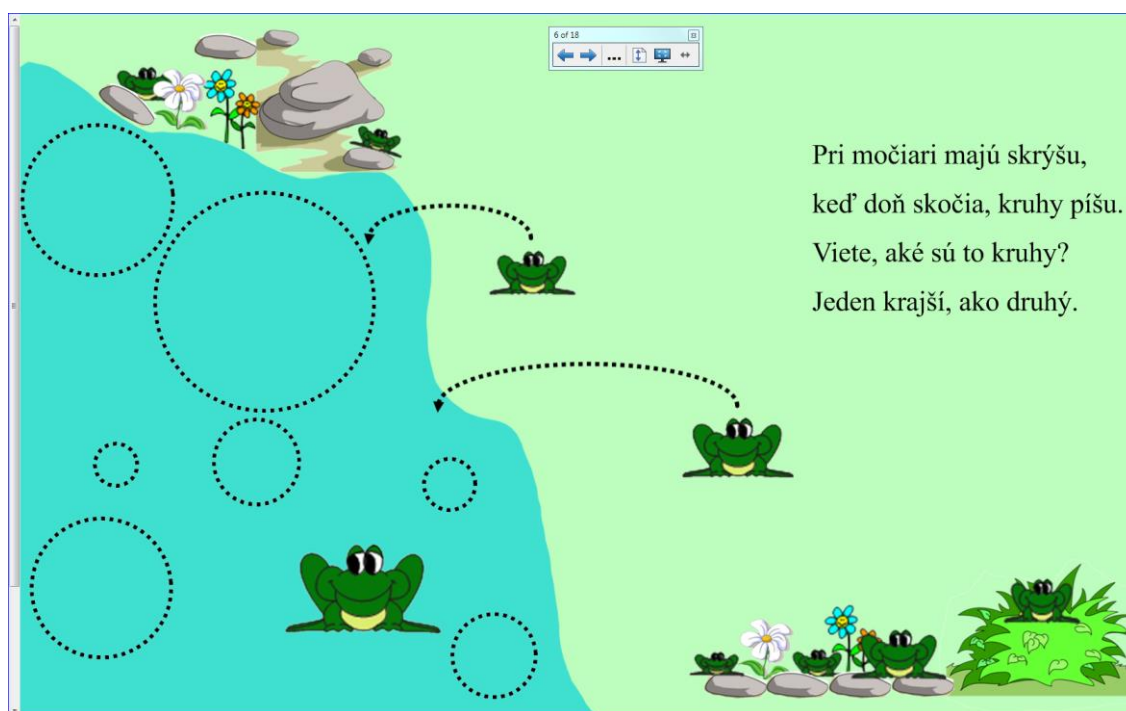 6 of 18
Pri močiari majú skrýšu,
keď doň skočia, kruhy píšu.
Viete, aké sú to kruhy?
Jeden krajší, ako druhý.